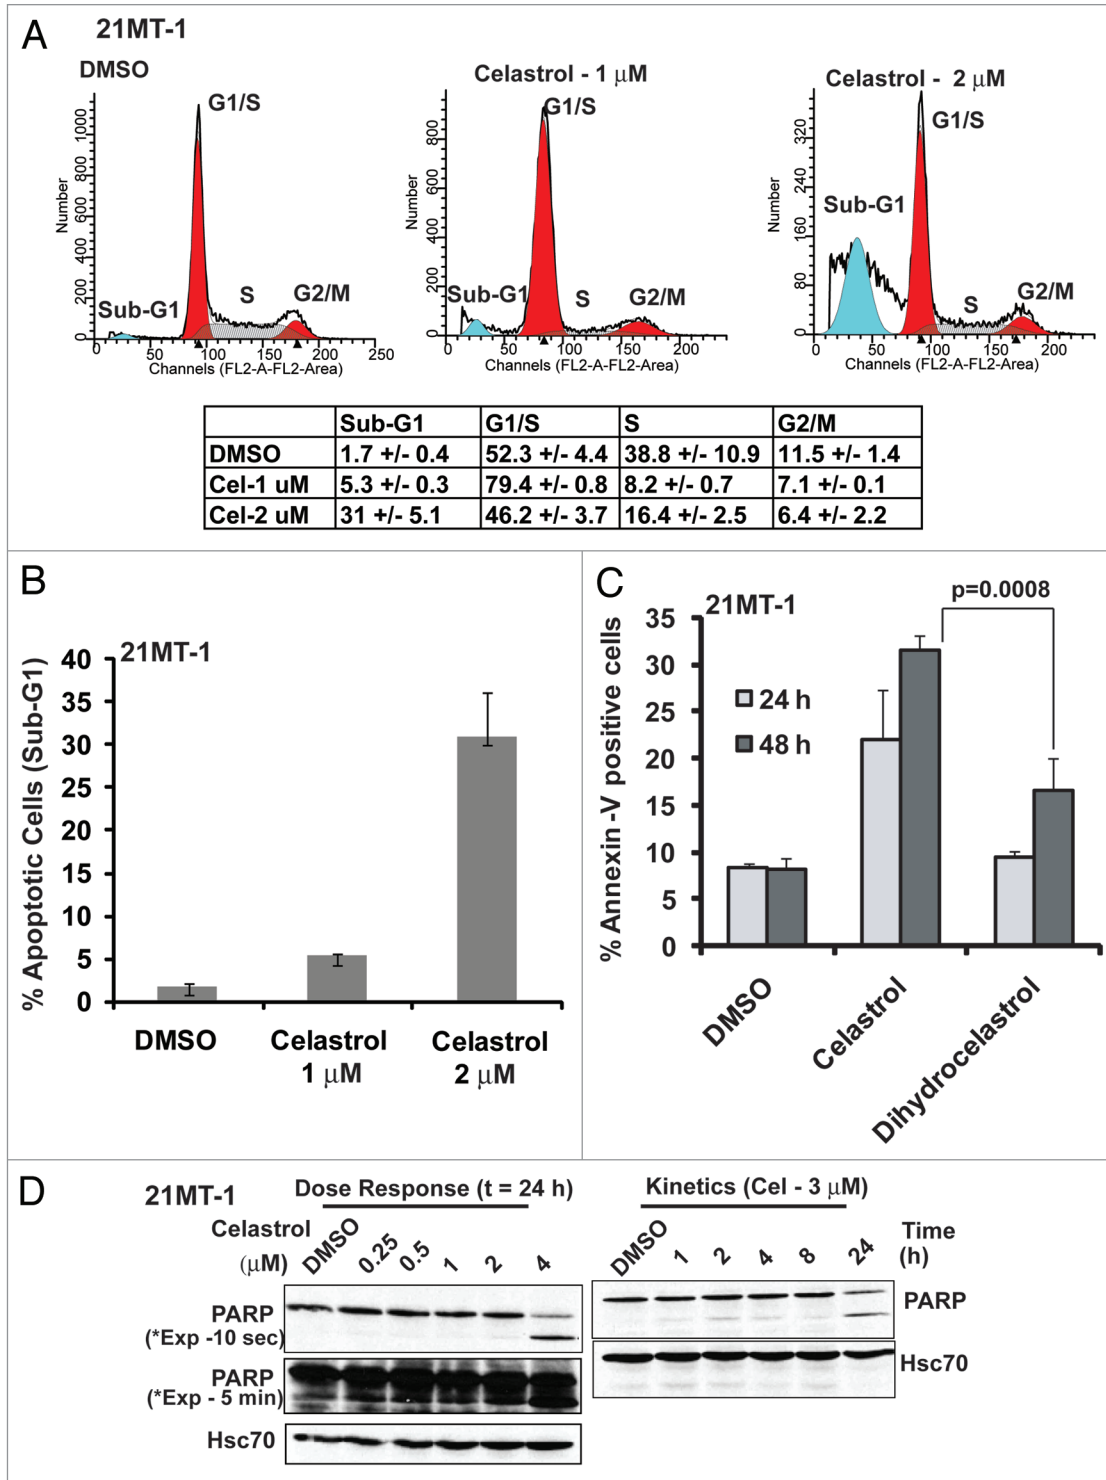 A
21MT-1
DMSO
G1/S
Sub-G1
S
G2/M
Number
0
200
400
600
800
1000
0 50 100 150 200 250
Channels (FL2-A-FL2-Area)
Celastrol - 1 μM
G1/S
Sub-G1
S
G2/M
Number
0
200
400
600
800
0 50 100 150 200
Channels (FL2-A-FL2-Area)
Celastrol - 2 μM
G1/S
Sub-G1
S
G2/M
Number
0
80
160
240
320
0 50 100 150 200
Channels (FL2-A-FL2-Area)
Sub-G1 G1/S S G2/M
DMSO 1.7 +/- 0.4 52.3 +/- 4.4 38.8 +/- 10.9 11.5 +/- 1.4
Cel-1 uM 5.3 +/- 0.3 79.4 +/- 0.8 8.2 +/- 0.7 7.1 +/- 0.1
Cel-2 uM 31 +/- 5.1 46.2 +/- 3.7 16.4 +/- 2.5 6.4 +/- 2.2
B
21MT-1
% Apoptotic Cells (Sub-G1)
40
35
30
25
20
15
10
5
0
DMSO
Celastrol
1 μM
Celastrol
2 μM
C
21MT-1
p=0.0008
% Annexin -V positive cells
35
30
25
20
15
10
5
0
24 h
48 h
DMSO
Celastrol
Dihydrocelastrol
D
21MT-1
Dose Response (t = 24 h)
Celastrol
(μM)
DMSO 0.25 0.5 1 2 4
PARP
(*Exp -10 sec)
PARP
(*Exp - 5 min)
Hsc70
Kinetics (Cel - 3 μM)
DMSO 1 2 4 8 24
Time
(h)
PARP
Hsc70